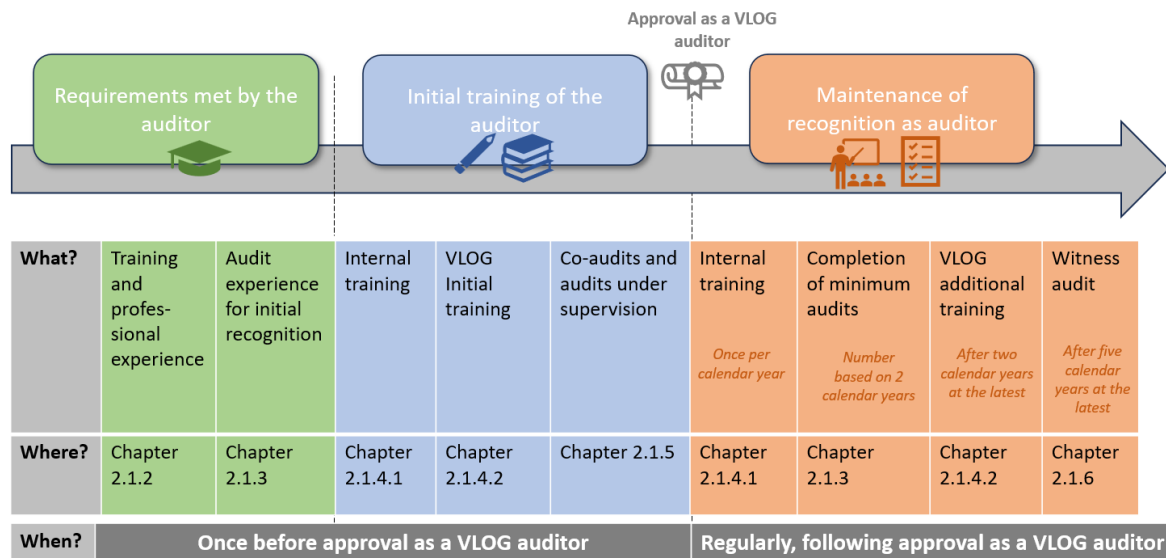 Approval as a VLOG
auditor
Requirements met by the
auditor
Initial training of the
auditor
Maintenance of
recognition as auditor
What?
Training
and
profes-
sional
experience
Audit
experience
for initial
recognition
Internal
training
VLOG
Initial
training
Co-audits and
audits under
supervision
Internal
training
Once per
calendar year
Completion
of minimum
audits
Number
based on 2
calendar years
VLOG
additional
training
After two
calendar years
at the latest
Witness
audit
After five
calendar
years at the
latest
Where?
Chapter
2.1.2
Chapter
2.1.3
Chapter
2.1.4.1
Chapter
2.1.4.2
Chapter 2.1.5
Chapter
2.1.4.1
Chapter
2.1.3
Chapter
2.1.4.2
Chapter
2.1.6
When?
Once before approval as a VLOG auditor
Regularly, following approval as a VLOG auditor